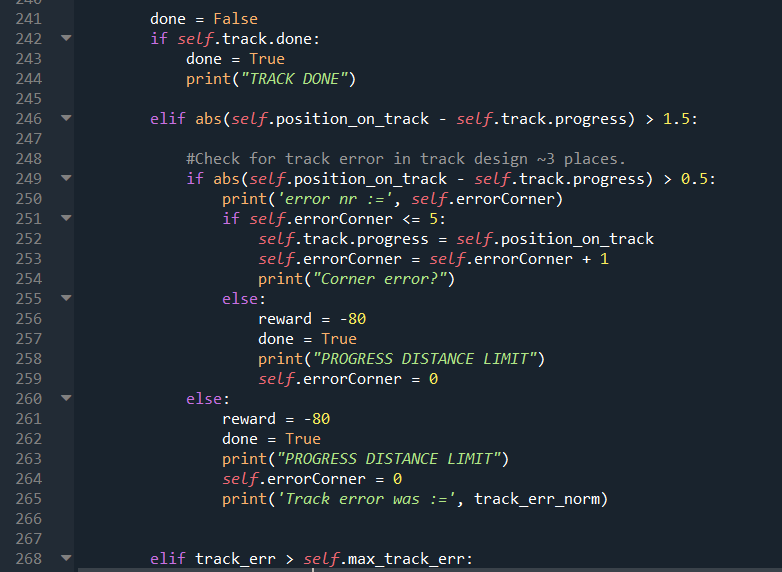 241         done = False
242         if self.track.done:
243             done = True
244             print("TRACK DONE")
245
246         elif abs(self.position_on_track - self.track.progress) > 1.5:
247
248             #Check for track error in track design ~3 places.
249             if abs(self.position_on_track - self.track.progress) > 0.5:
250                 print('error nr :=', self.errorCorner)
251                 if self.errorCorner <= 5:
252                     self.track.progress = self.position_on_track
253                     self.errorCorner = self.errorCorner + 1
254                     print("Corner error?")
255                 else:
256                     reward = -80
257                     done = True
258                     print("PROGRESS DISTANCE LIMIT")
259                     self.errorCorner = 0
260             else:
261                 reward = -80
262                 done = True
263                 print("PROGRESS DISTANCE LIMIT")
264                 self.errorCorner = 0
265                 print('Track error was :=', track_err_norm)
266
267
268         elif track_err > self.max_track_err: